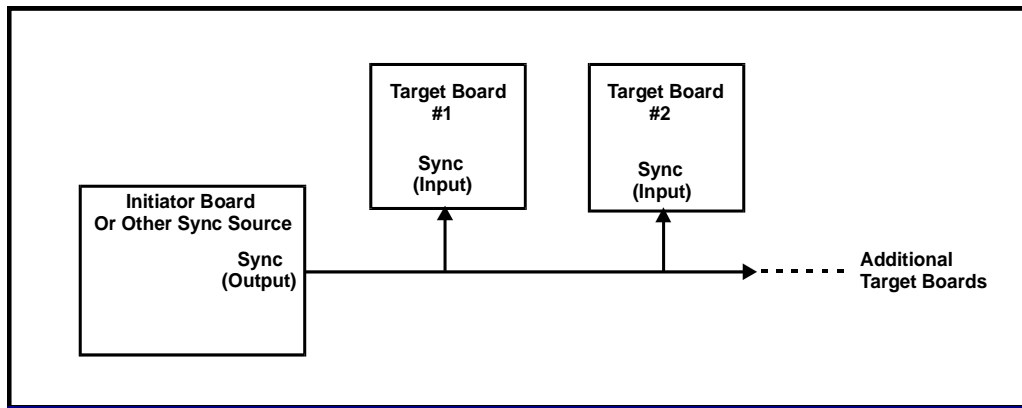 Target Board
#1
Sync
(Input)
Target Board
#2
Sync
(Input)
Initiator Board
Or Other Sync Source
Sync
(Output)
Additional
Target Boards